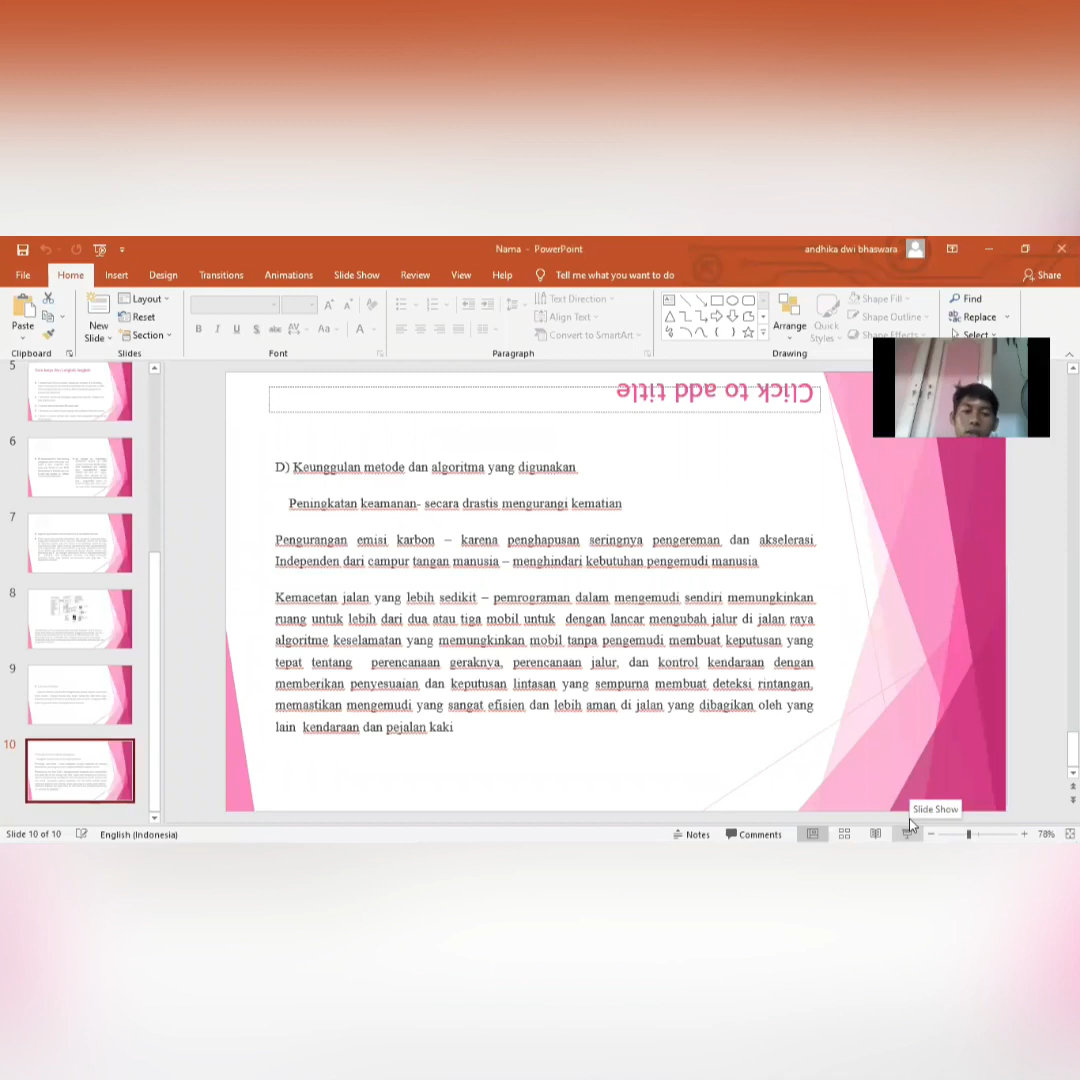 Nama - PowerPoint
andhika dwi bhaswara
File Home Insert Design Transitions Animations Slide Show Review View Help Tell me what you want to do Share
Paste
Clipboard
New Slide
Layout
Reset
Section
Slides
B I U S abc AV Aa A
Font
Text Direction
Align Text
Convert to SmartArt
Paragraph
Arrange
Quick Styles
Shape Fill
Shape Outline
Shape Effects
Drawing
Find
Replace
Select
5
6
7
8
9
10
Click to add title
D) Keunggulan metode dan algoritma yang digunakan
Peningkatan keamanan- secara drastis mengurangi kematian
Pengurangan emisi karbon – karena penghapusan seringnya pengereman dan akselerasi
Independen dari campur tangan manusia – menghindari kebutuhan pengemudi manusia
Kemacetan jalan yang lebih sedikit – pemrograman dalam mengemudi sendiri memungkinkan
ruang untuk lebih dari dua atau tiga mobil untuk dengan lancar mengubah jalur di jalan raya
algoritme keselamatan yang memungkinkan mobil tanpa pengemudi membuat keputusan yang
tepat tentang perencanaan geraknya, perencanaan jalur, dan kontrol kendaraan dengan
memberikan penyesuaian dan keputusan lintasan yang sempurna membuat deteksi rintangan,
memastikan mengemudi yang sangat efisien dan lebih aman di jalan yang dibagikan oleh yang
lain kendaraan dan pejalan kaki
Slide Show
Slide 10 of 10
English (Indonesia)
Notes
Comments
78%